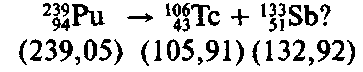 ²³⁹₉₄Pu → ¹⁰⁶₄₃Tc + ¹³³₅₁Sb?
(239,05) (105,91) (132,92)